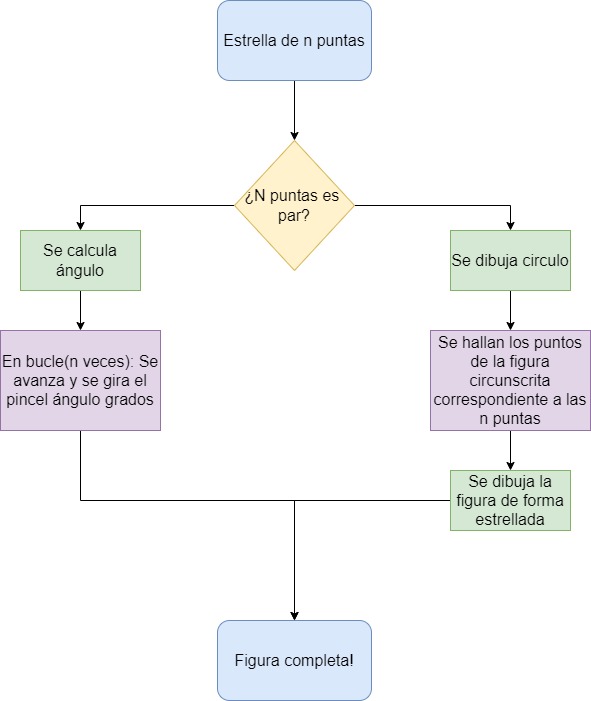 Estrella de n puntas
¿N puntas es
par?
Se calcula
ángulo
Se dibuja circulo
En bucle(n veces): Se
avanza y se gira el
pincel ángulo grados
Se hallan los puntos
de la figura
circunscrita
correspondiente a las
n puntas
Se dibuja la
figura de forma
estrellada
Figura completa!